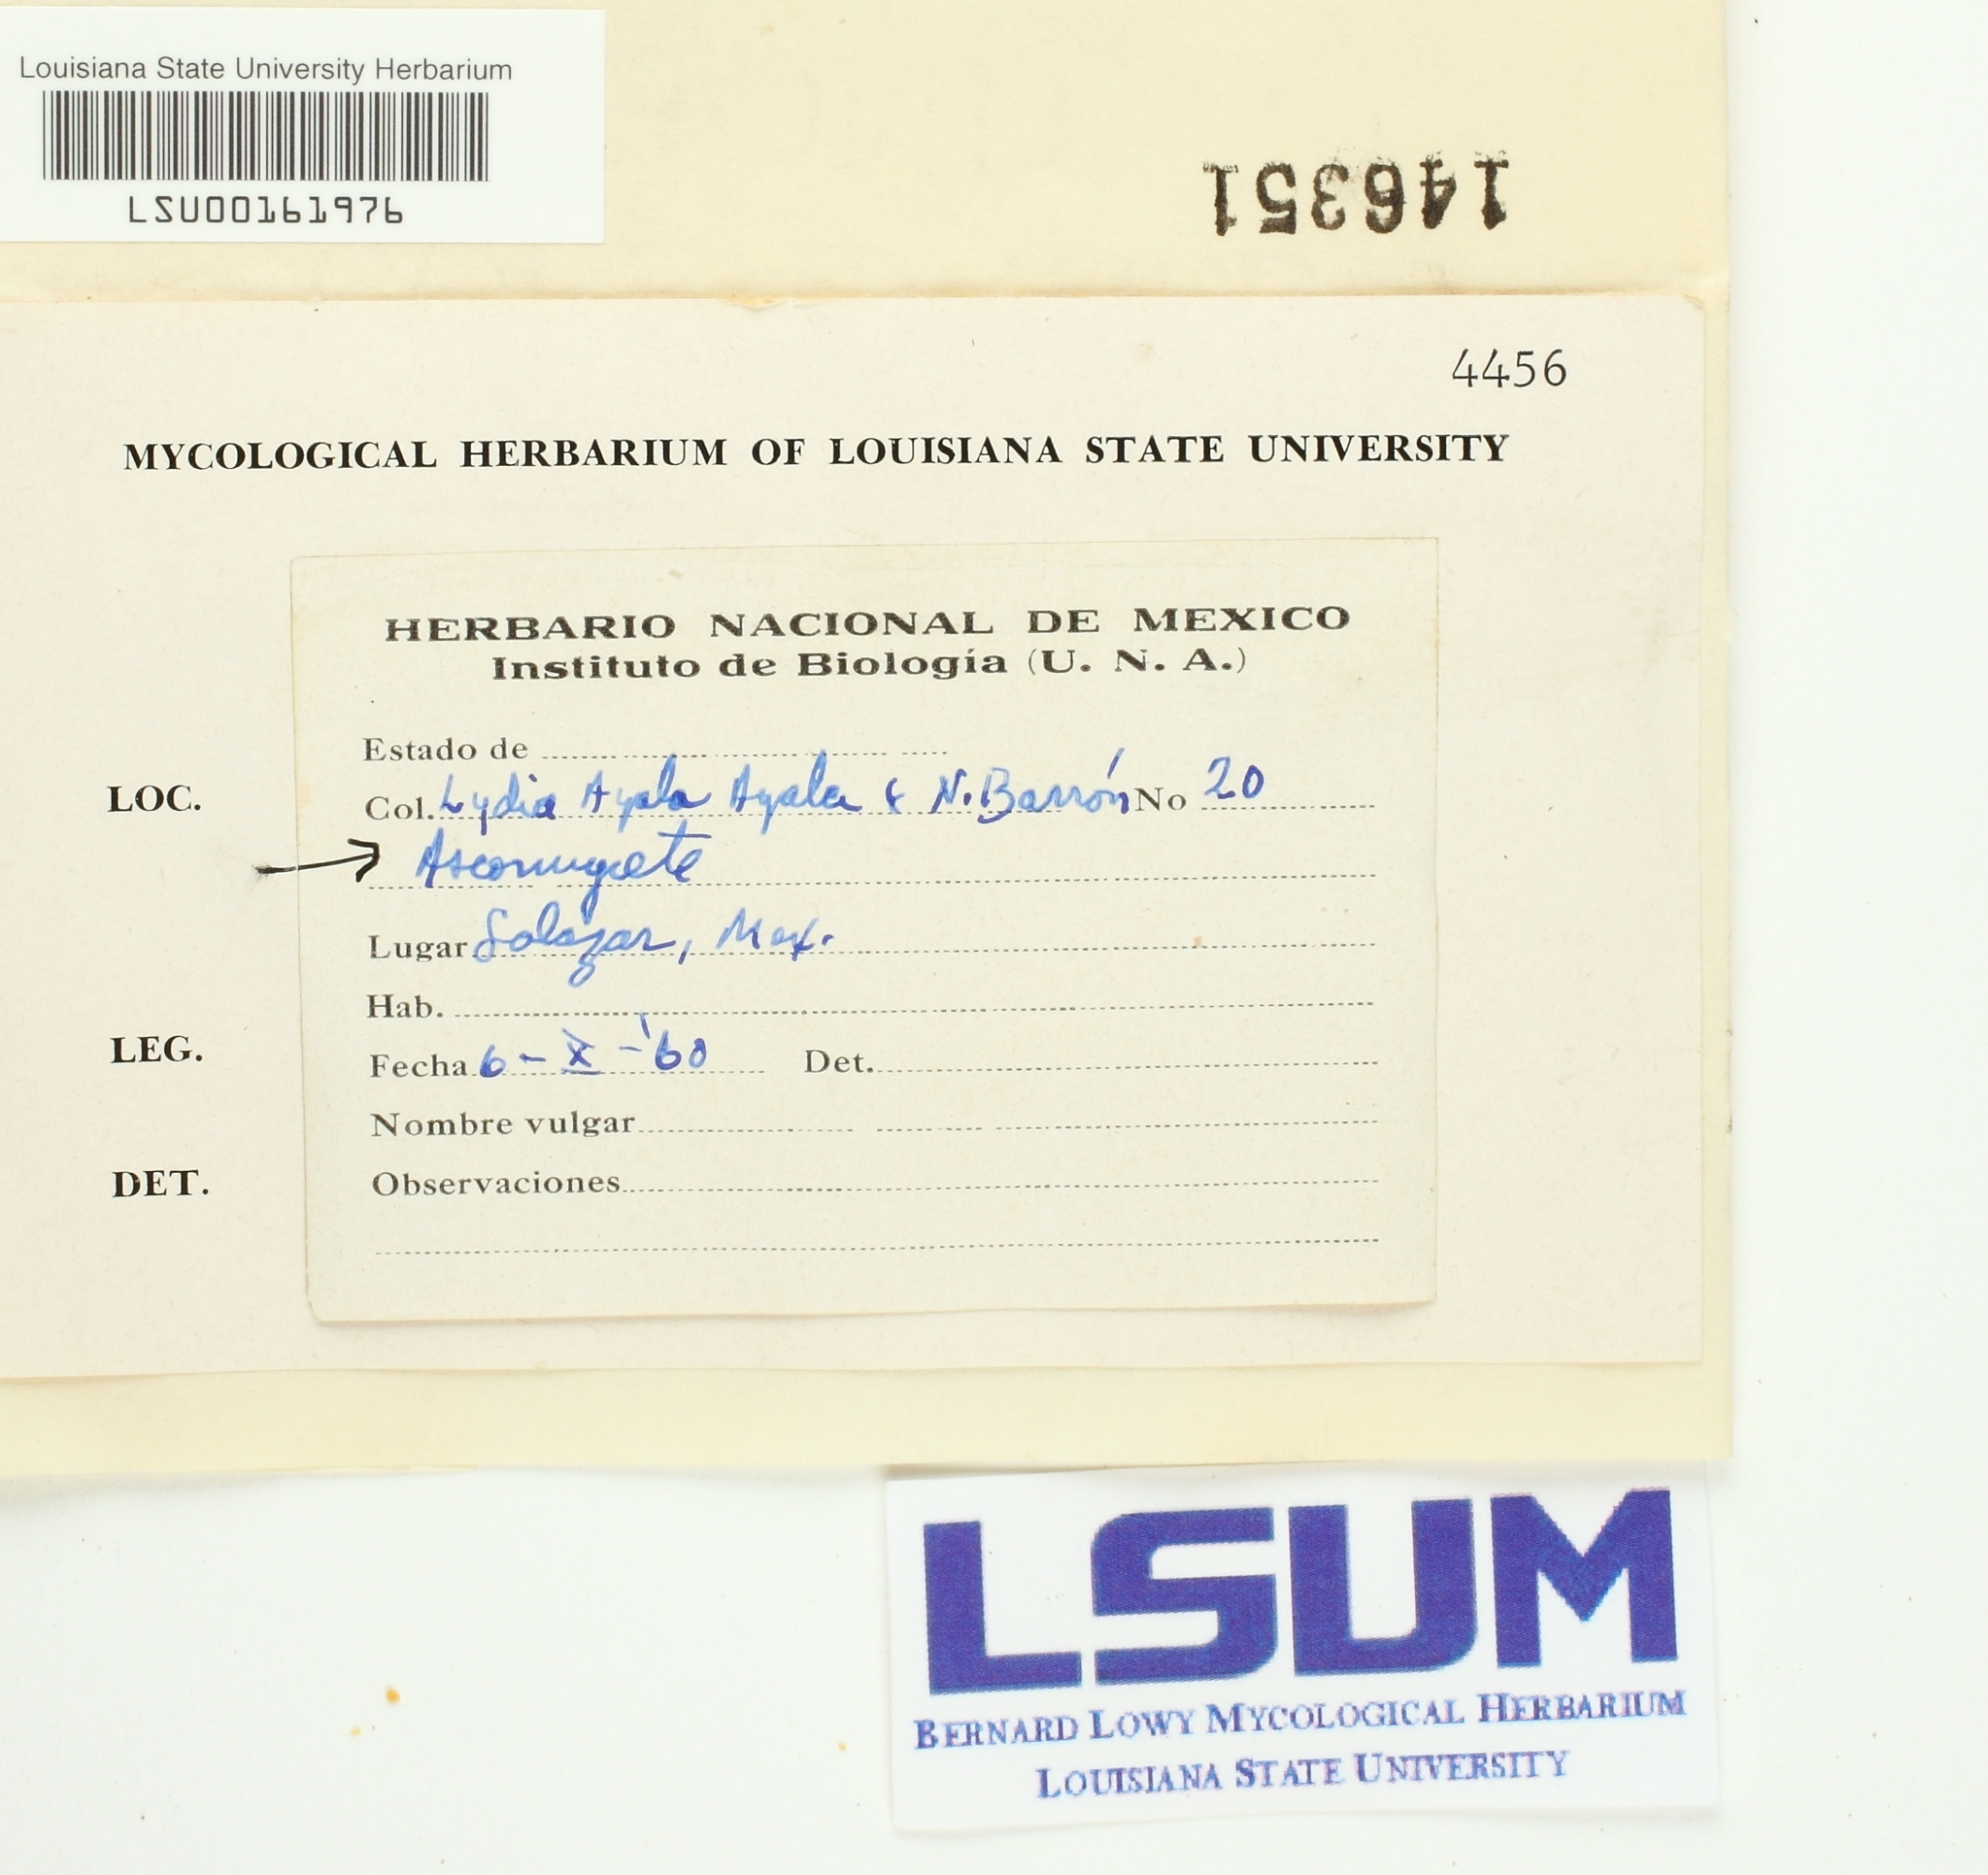 Louisiana State University Herbarium
LSU00161976
146351
4456
MYCOLOGICAL HERBARIUM OF LOUISIANA STATE UNIVERSITY
HERBARIO NACIONAL DE MEXICO
Instituto de Biología (U. N. A.)
Estado de
LOC.
Col. Lydia Ayala Ayala & N. Barrón No 20
Ascomycete
Lugar Salazar, Mex.
Hab.
LEG.
Fecha 6 - X - '60 Det.
Nombre vulgar
DET.
Observaciones
LSUM
BERNARD LOWY MYCOLOGICAL HERBARIUM
LOUISIANA STATE UNIVERSITY